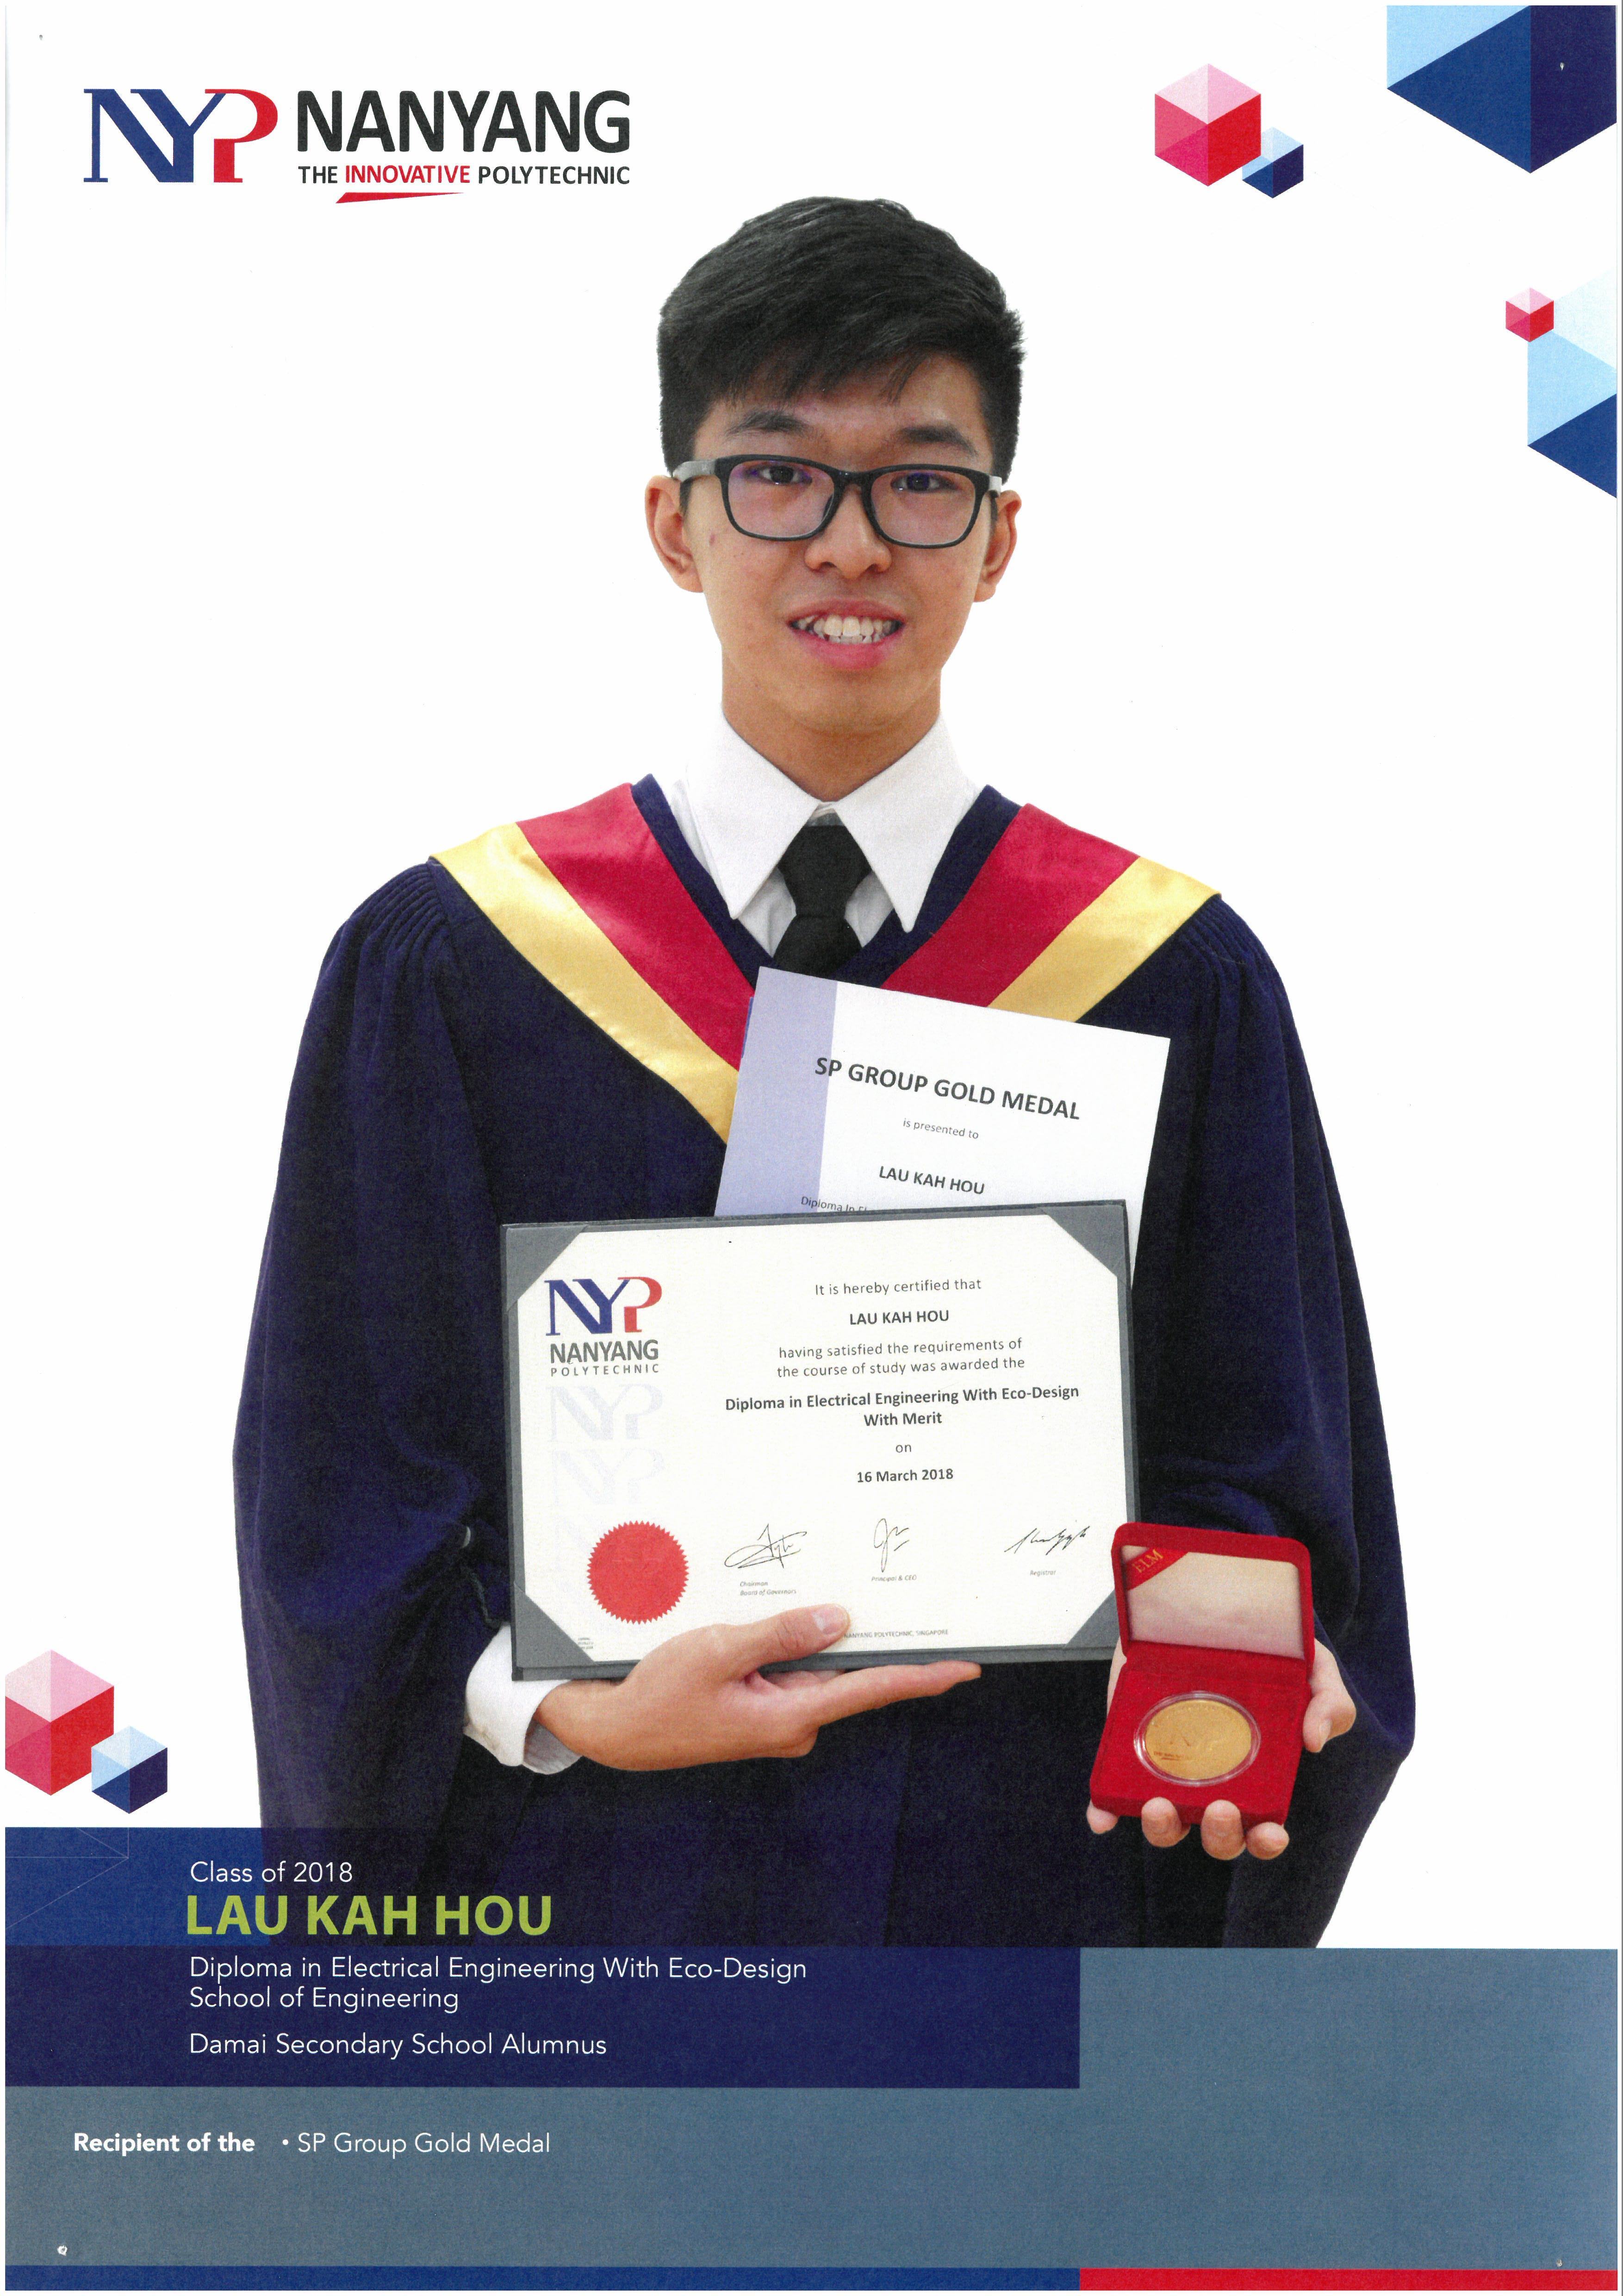 NYP NANYANG
THE INNOVATIVE POLYTECHNIC
SP GROUP GOLD MEDAL
is presented to
LAU KAH HOU
Diploma In
NYP
NANYANG
POLYTECHNIC
It is hereby certified that
LAU KAH HOU
having satisfied the requirements of
the course of study was awarded the
Diploma in Electrical Engineering With Eco-Design
With Merit
on
16 March 2018
Chairman
Board of Governors
Principal & CEO
Registrar
NANYANG POLYTECHNIC, SINGAPORE
ELM
Class of 2018
LAU KAH HOU
Diploma in Electrical Engineering With Eco-Design
School of Engineering
Damai Secondary School Alumnus
Recipient of the • SP Group Gold Medal